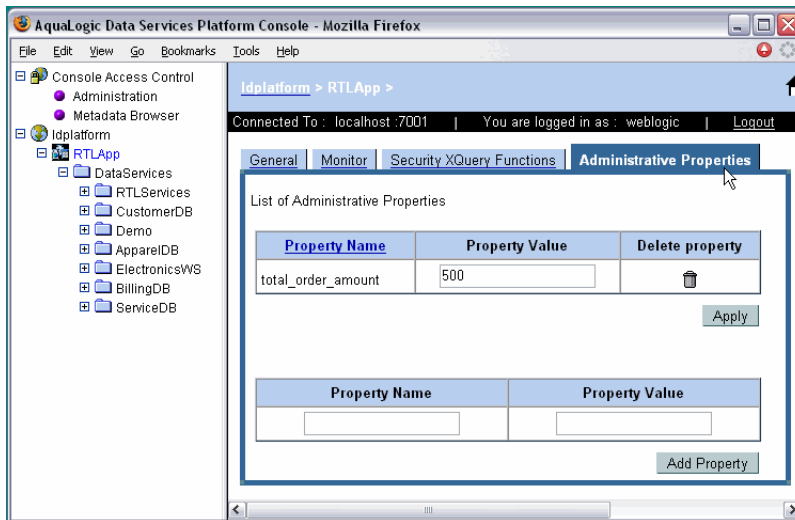 AquaLogic Data Services Platform Console - Mozilla Firefox
File Edit View Go Bookmarks Tools Help
Console Access Control
Administration
Metadata Browser
ldplatform
RTLApp
DataServices
RTLServices
CustomerDB
Demo
ApparelDB
ElectronicsWS
BillingDB
ServiceDB
ldplatform > RTLApp >
Connected To : localhost :7001 | You are logged in as : weblogic | Logout
General Monitor Security XQuery Functions Administrative Properties
List of Administrative Properties
Property Name Property Value Delete property
total_order_amount 500
Apply
Property Name Property Value
Add Property